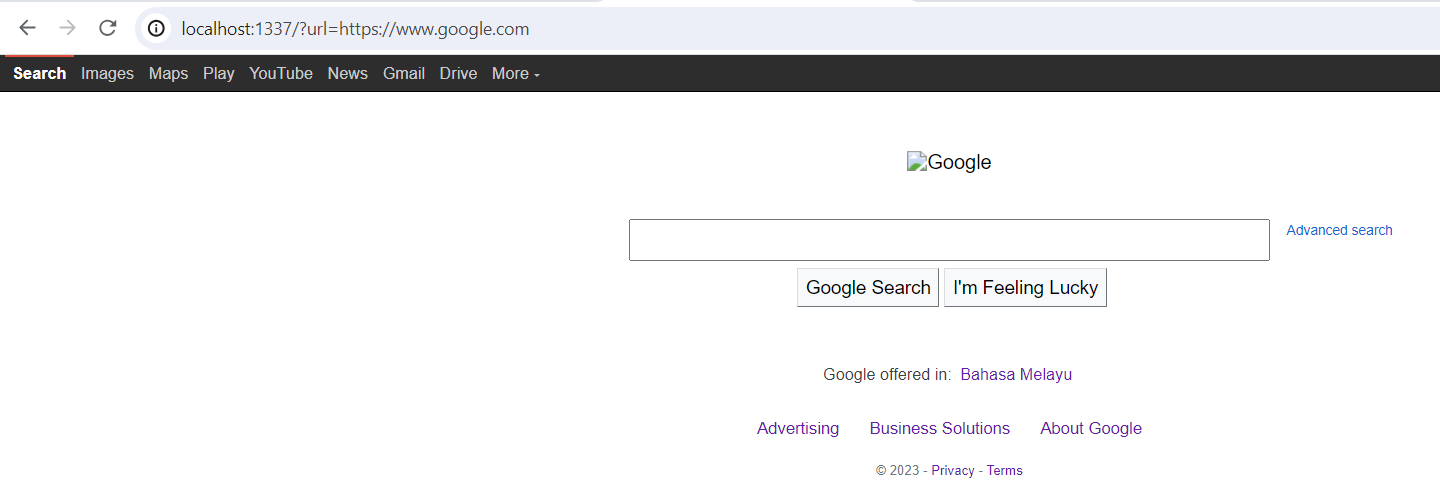 localhost:1337/?url=https://www.google.com
Search Images Maps Play YouTube News Gmail Drive More
Google
Advanced search
Google Search I'm Feeling Lucky
Google offered in: Bahasa Melayu
Advertising Business Solutions About Google
© 2023 - Privacy - Terms